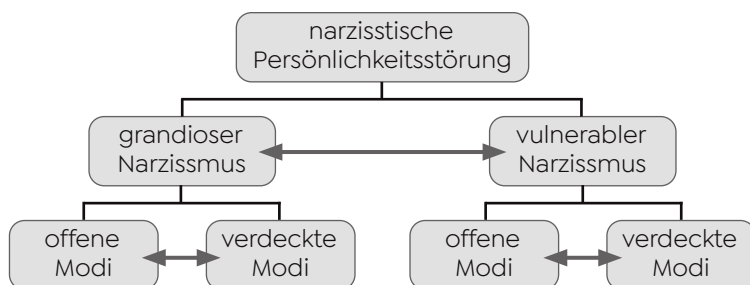 narzisstische
Persönlichkeitsstörung
grandioser
Narzissmus
vulnerabler
Narzissmus
offene
Modi
verdeckte
Modi
offene
Modi
verdeckte
Modi